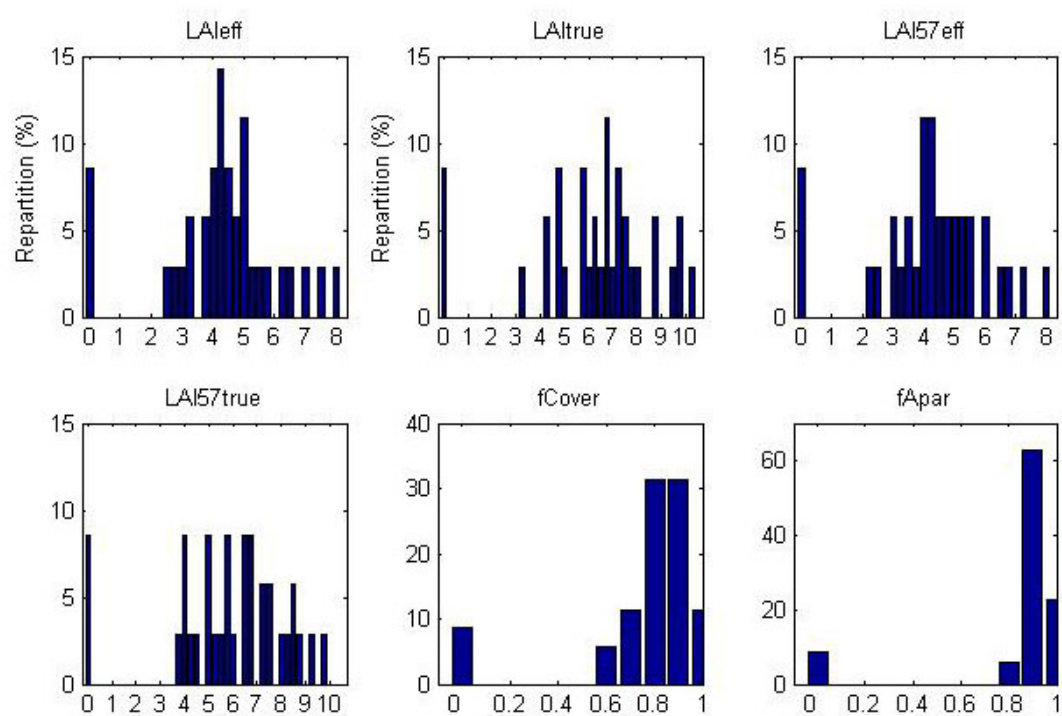 LAIeff LAItrue LAI57eff
15 15 15
10 10 10
5 5 5
0 0 0
Repartition (%) Repartition (%)
0 1 2 3 4 5 6 7 8 0 1 2 3 4 5 6 7 8 9 10 0 1 2 3 4 5 6 7 8
LAI57true fCover fApar
15 40
60
30
10
40
20
5
10 20
0 0 0
0 1 2 3 4 5 6 7 8 9 10 0 0.2 0.4 0.6 0.8 1 0 0.2 0.4 0.6 0.8 1